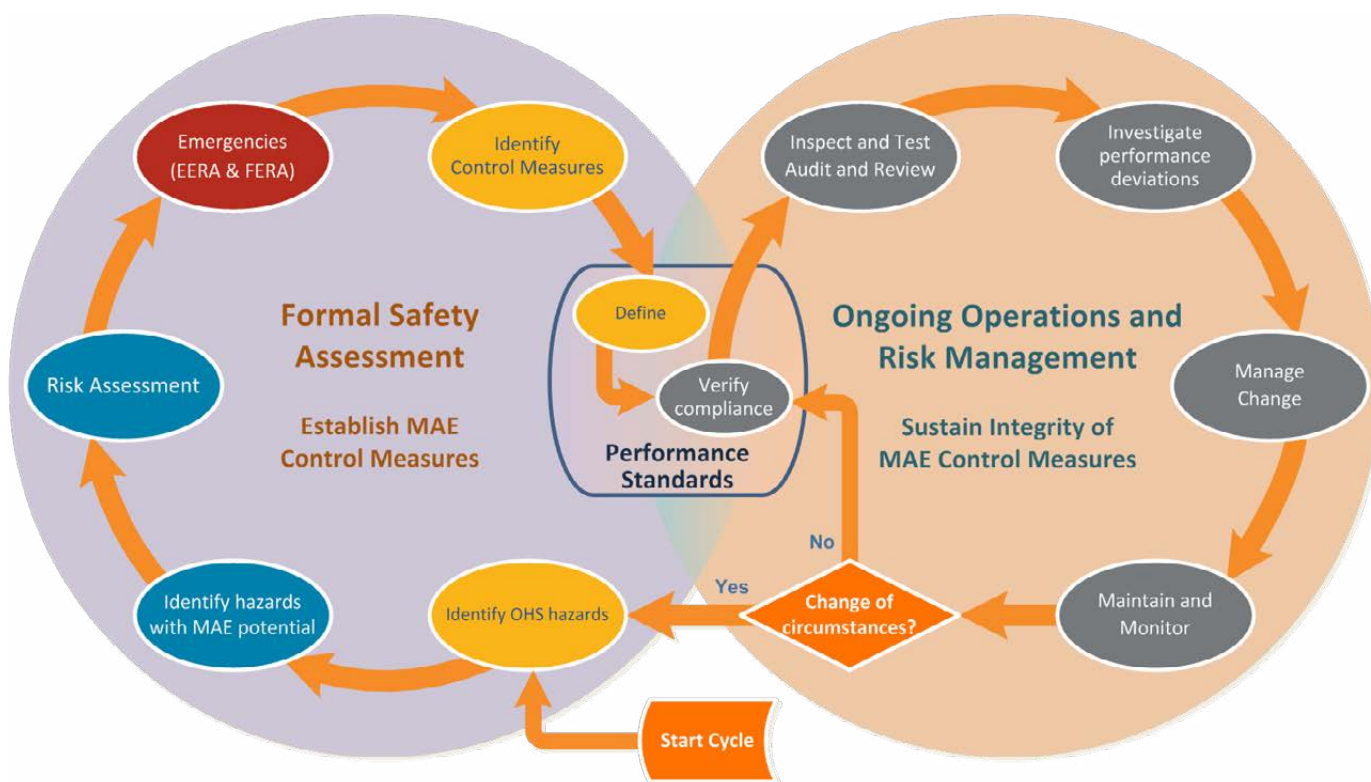 Emergencies
(EERA & FERA)
Identify
Control Measures
Inspect and Test
Audit and Review
Investigate
performance
deviations
Formal Safety
Assessment
Define
Ongoing Operations and
Risk Management
Risk Assessment
Verify
compliance
Manage
Change
Establish MAE
Control Measures
Performance
Standards
Sustain Integrity of
MAE Control Measures
No
Yes
Identify hazards
with MAE potential
Identify OHS hazards
Change of
circumstances?
Maintain and
Monitor
Start Cycle